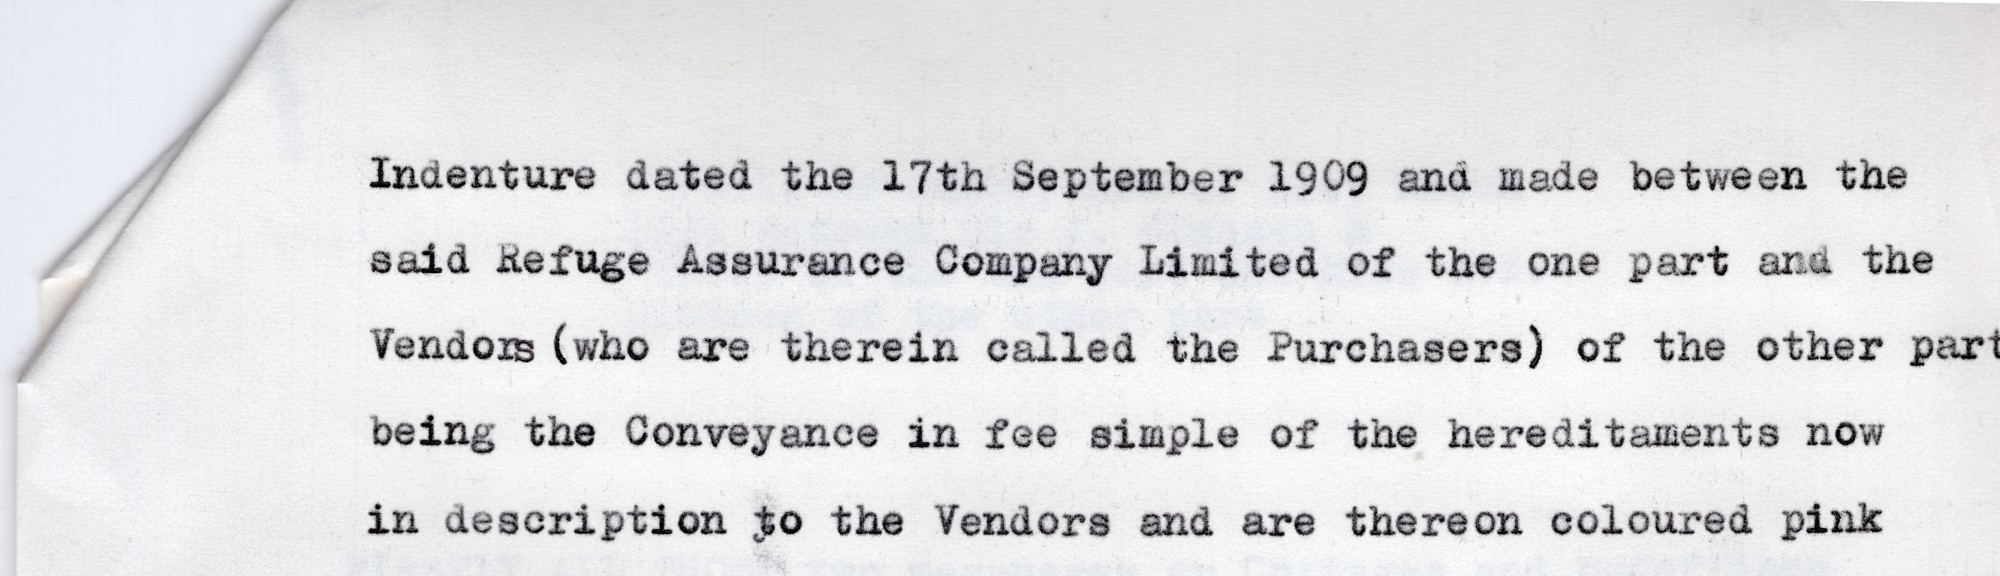 Indenture dated the 17th September 1909 and made between the
said Refuge Assurance Company Limited of the one part and the
Vendors (who are therein called the Purchasers) of the other part
being the Conveyance in fee simple of the hereditaments now
in description to the Vendors and are thereon coloured pink